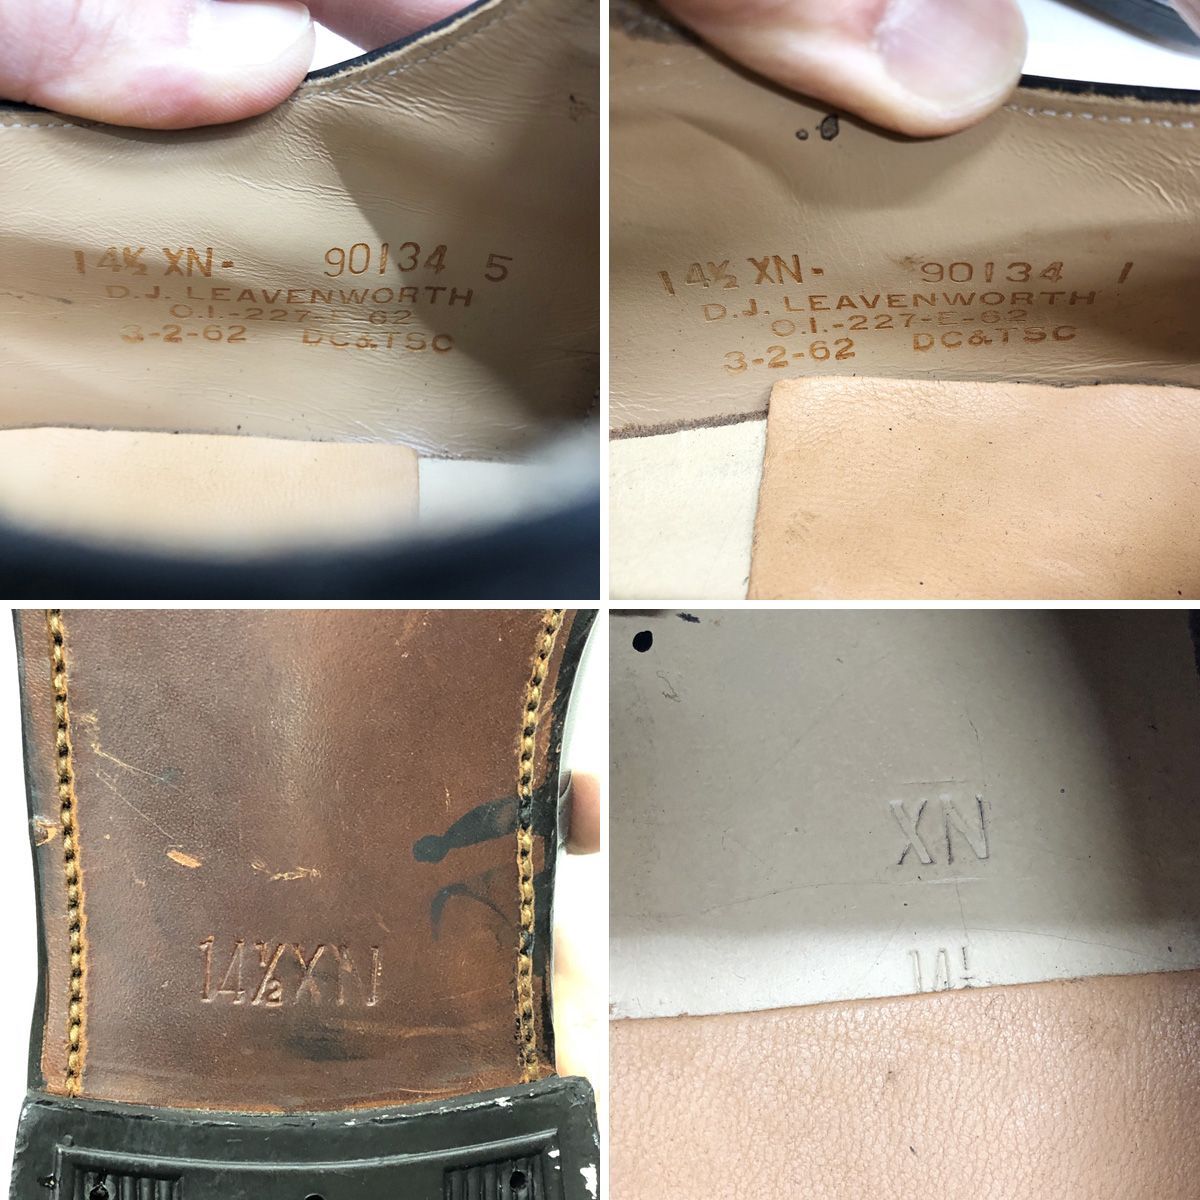 14½ XN- 90134 5
D.J. LEAVENWORTH
O.I.-227-E-62
3-2-62 DC&TSC
14½ XN- 90134 1
D.J. LEAVENWORTH
O.I.-227-E-62
3-2-62 DC&TSC
14½XN
XN
14